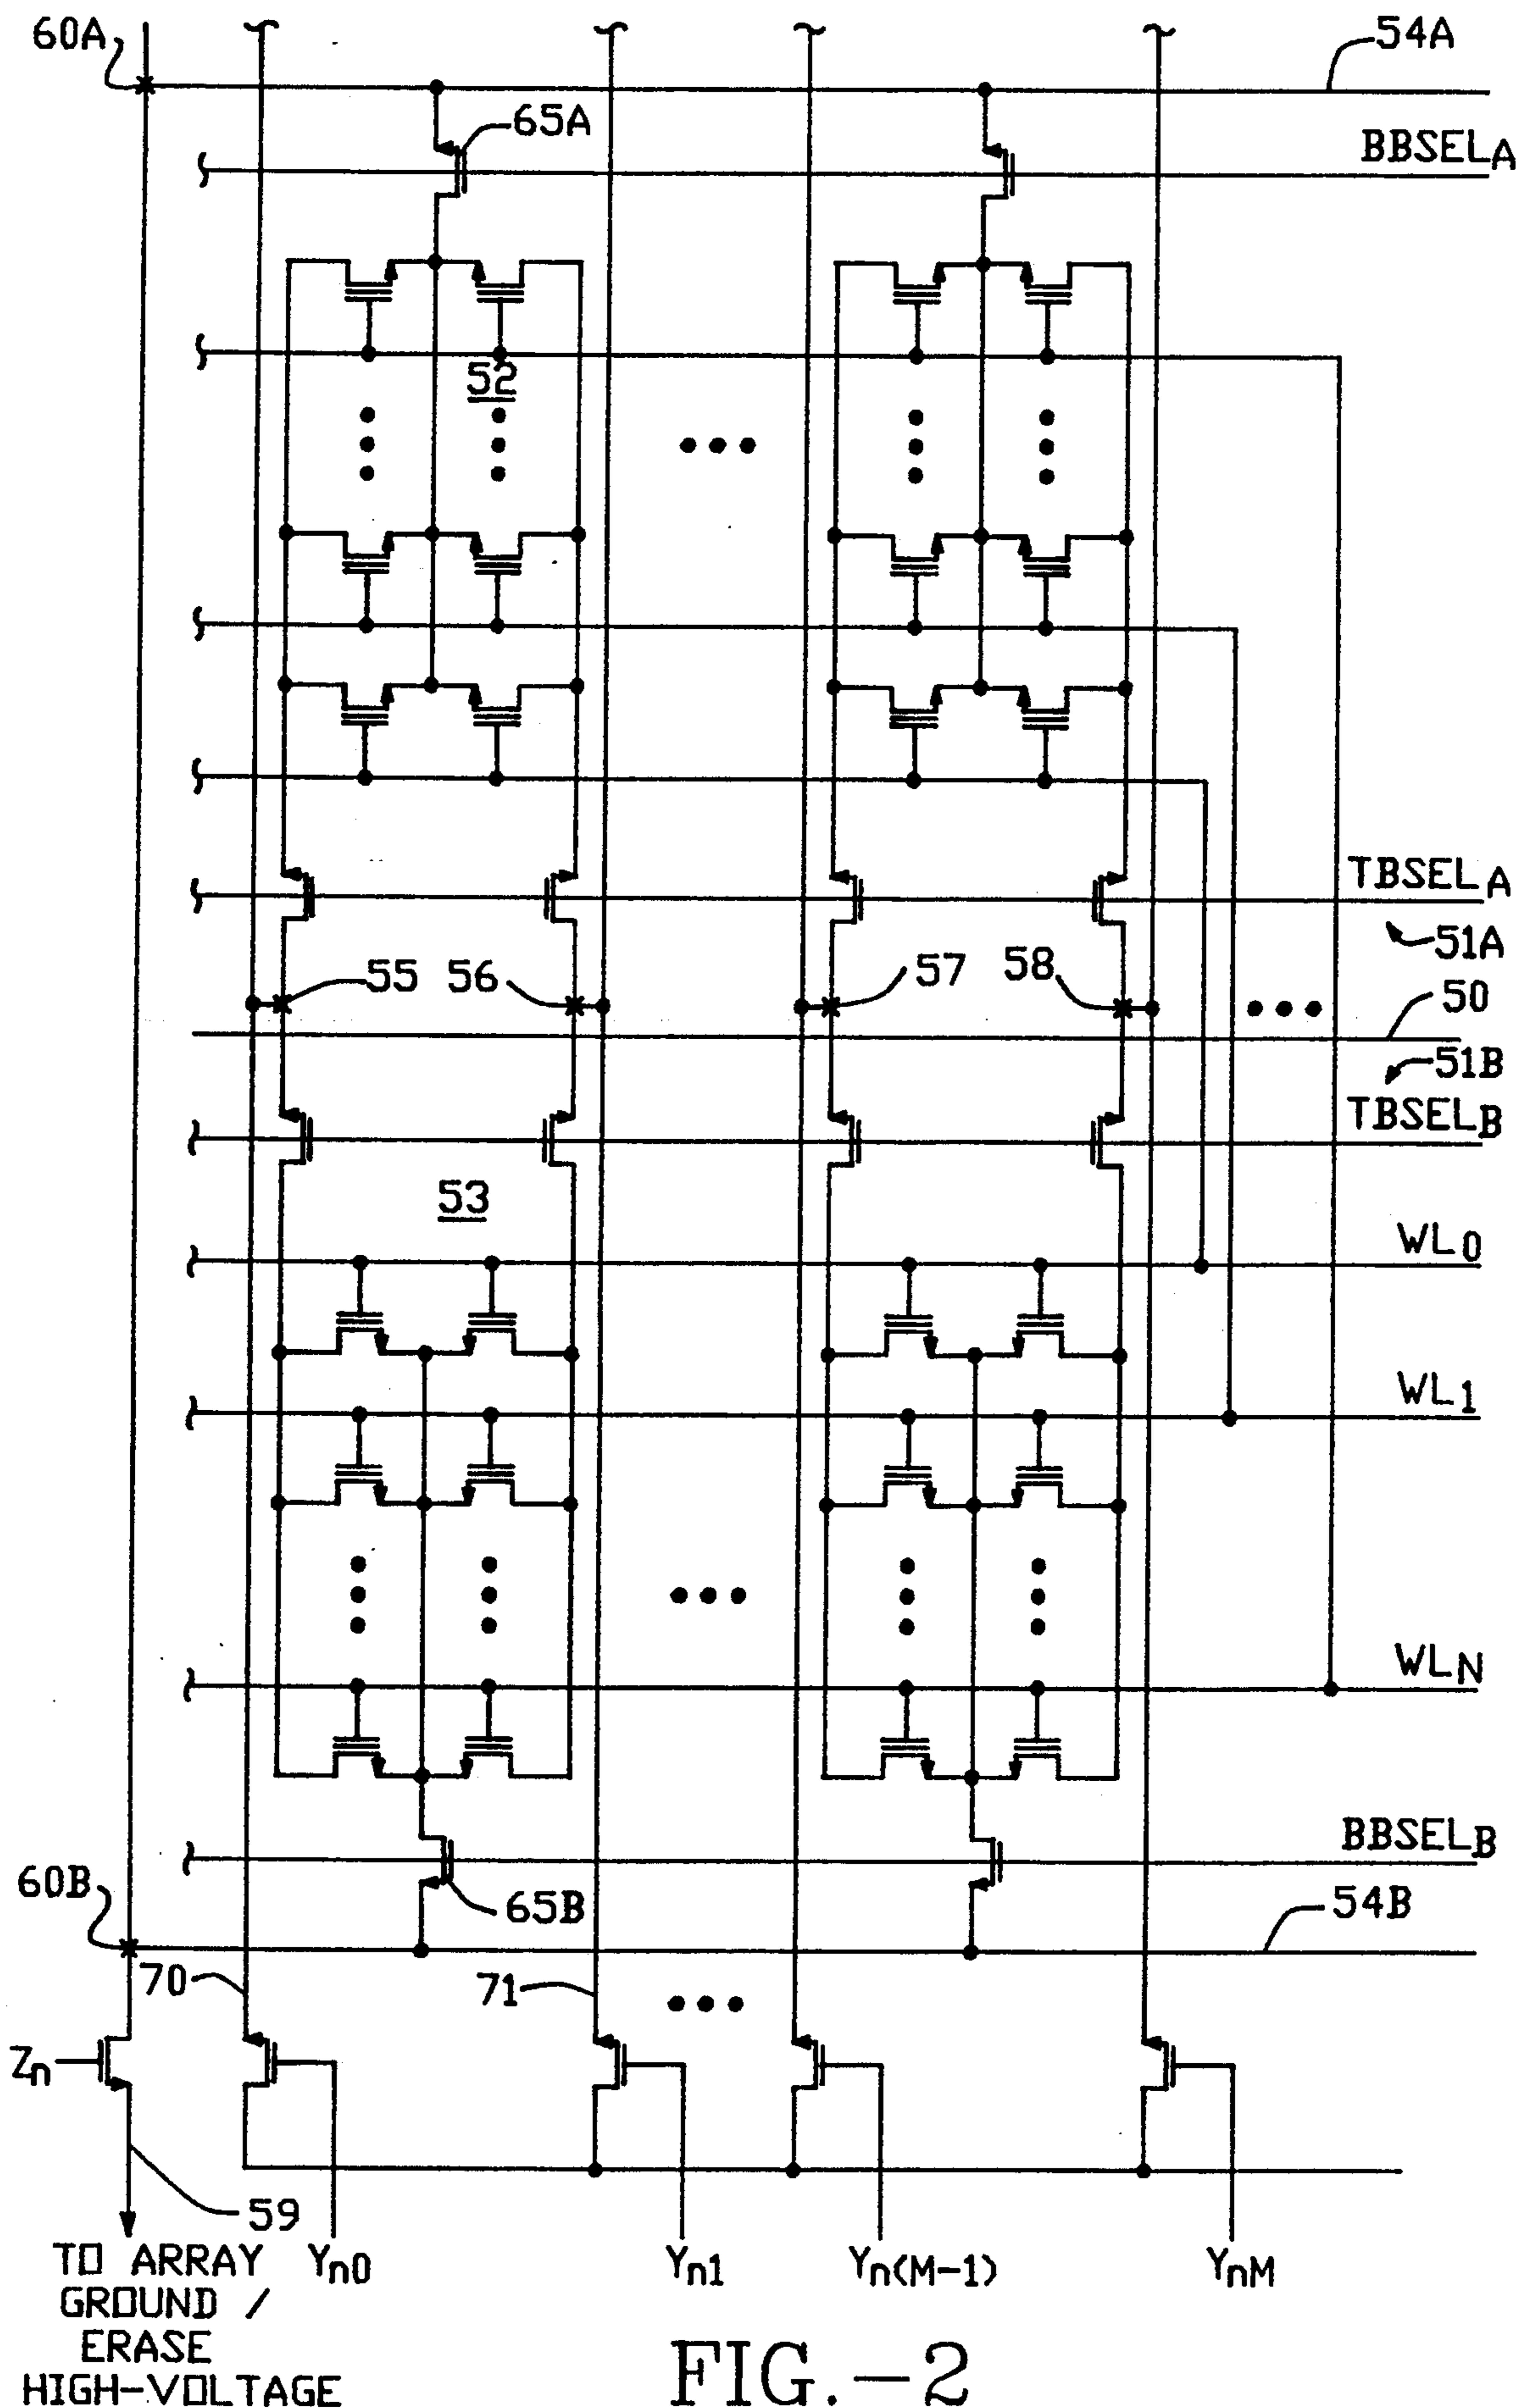 60A
54A
65A
BBSELA
52
TBSELA
51A
55
56
57
58
50
51B
TBSELB
53
WL0
WL1
WLN
BBSELB
60B
65B
54B
70
71
Zn
59
TO ARRAY
GROUND /
ERASE
HIGH-VOLTAGE
Yn0
Yn1
Yn(M-1)
YnM
FIG.-2